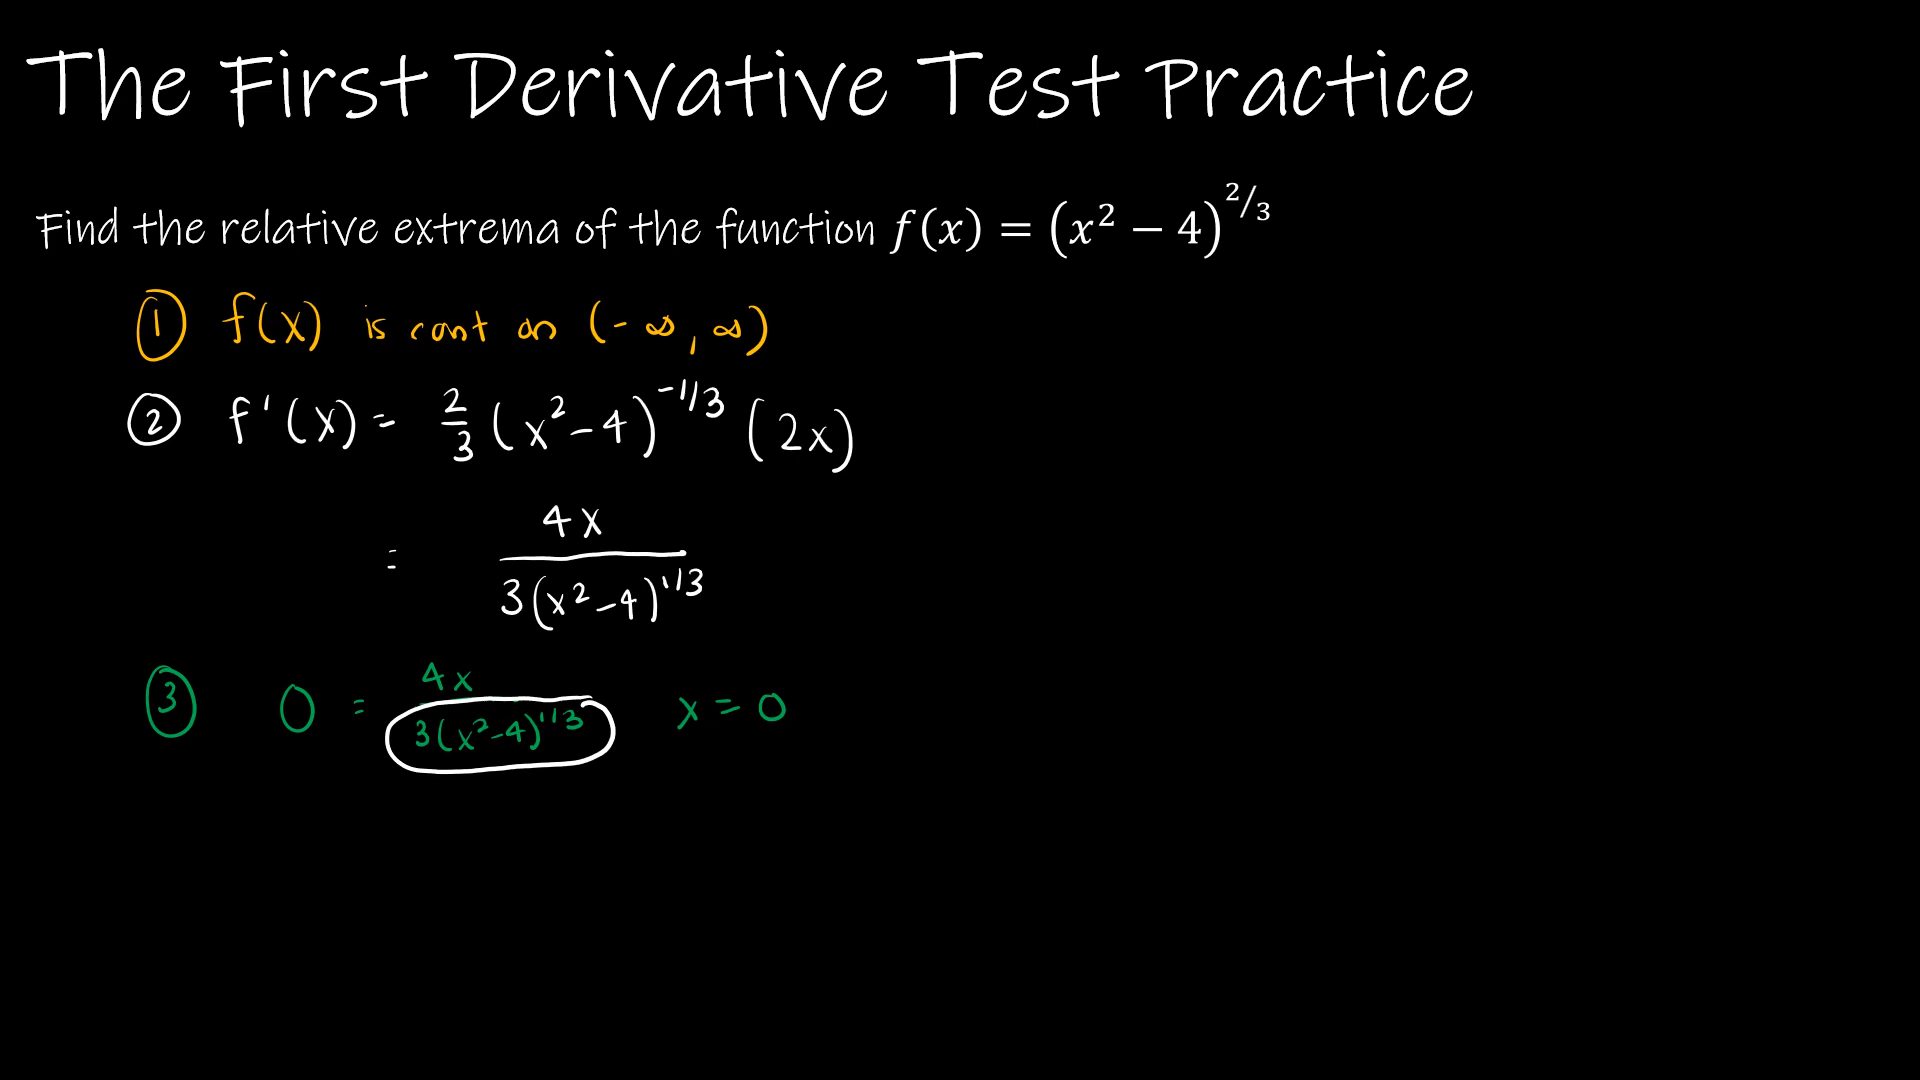 The First Derivative Test Practice
Find the relative extrema of the function f(x) = (x² − 4)^2/3
① f(x) is cont on (-∞, ∞)
② f'(x) = 2/3 (x²-4)^-1/3 (2x)
= 4x / 3(x²-4)^1/3
③ 0 = 4x / 3(x²-4)^1/3 x = 0